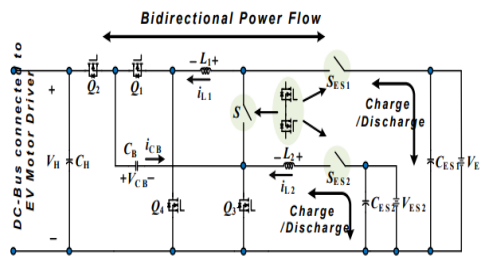 Bidirectional Power Flow
DC-Bus connected to
EV Motor Driver
Q2
Q1
− L1 +
iL1
S
SES1
Charge
/Discharge
+
VH
CH
−
CB
iCB
+VCB−
− L2 +
iL2
SES2
Q4
Q3
Charge
/Discharge
CES2
VES2
CES1
VE